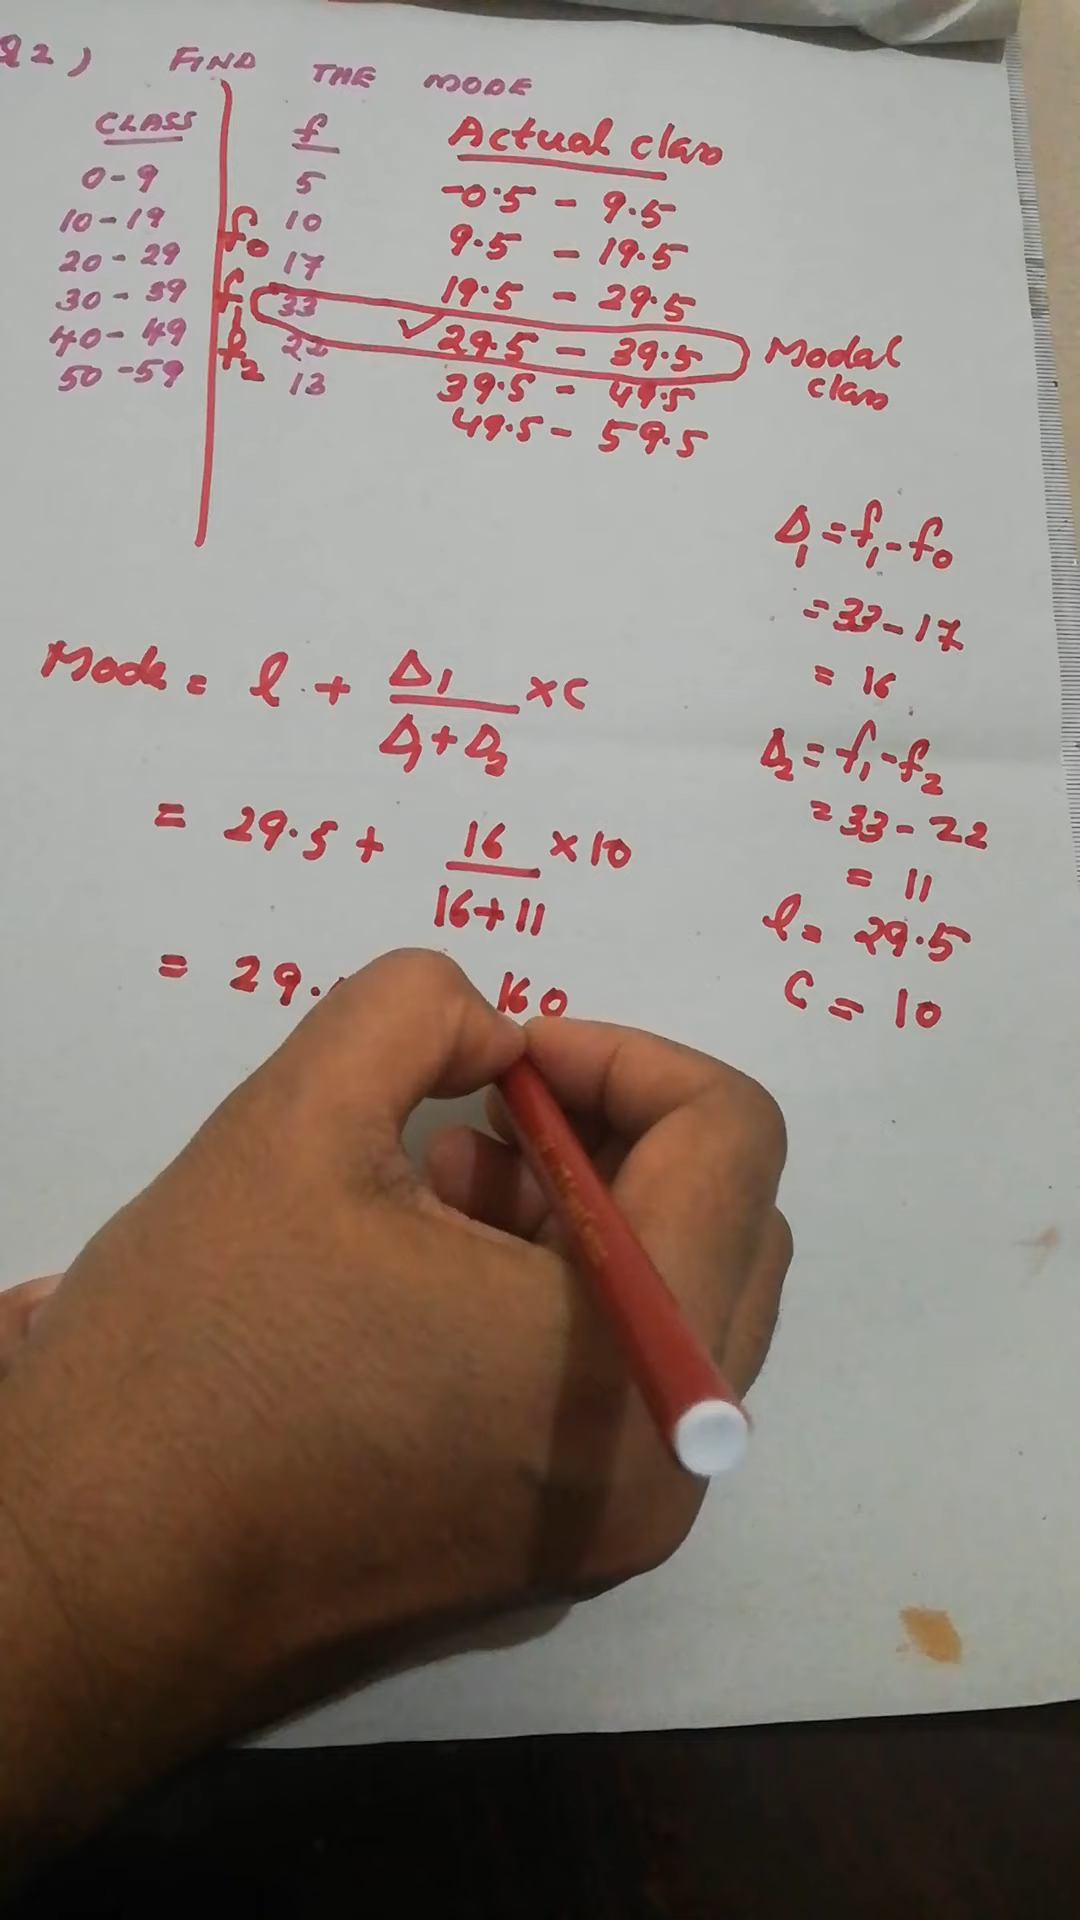 Q2) FIND THE MODE
CLASS f Actual class
0-9 5 -0.5 - 9.5
10-19 f0 10 9.5 - 19.5
20-29 17 19.5 - 29.5
30-39 f1 33 ✓29.5 - 39.5 Modal class
40-49 f2 22 39.5 - 49.5
50-59 13 49.5 - 59.5
Δ1 = f1 - f0
= 33 - 17
= 16
Δ2 = f1 - f2
= 33 - 22
= 11
l = 29.5
C = 10
Mode = l + Δ1 / Δ1 + Δ2 × C
= 29.5 + 16 / 16+11 × 10
= 29. 160